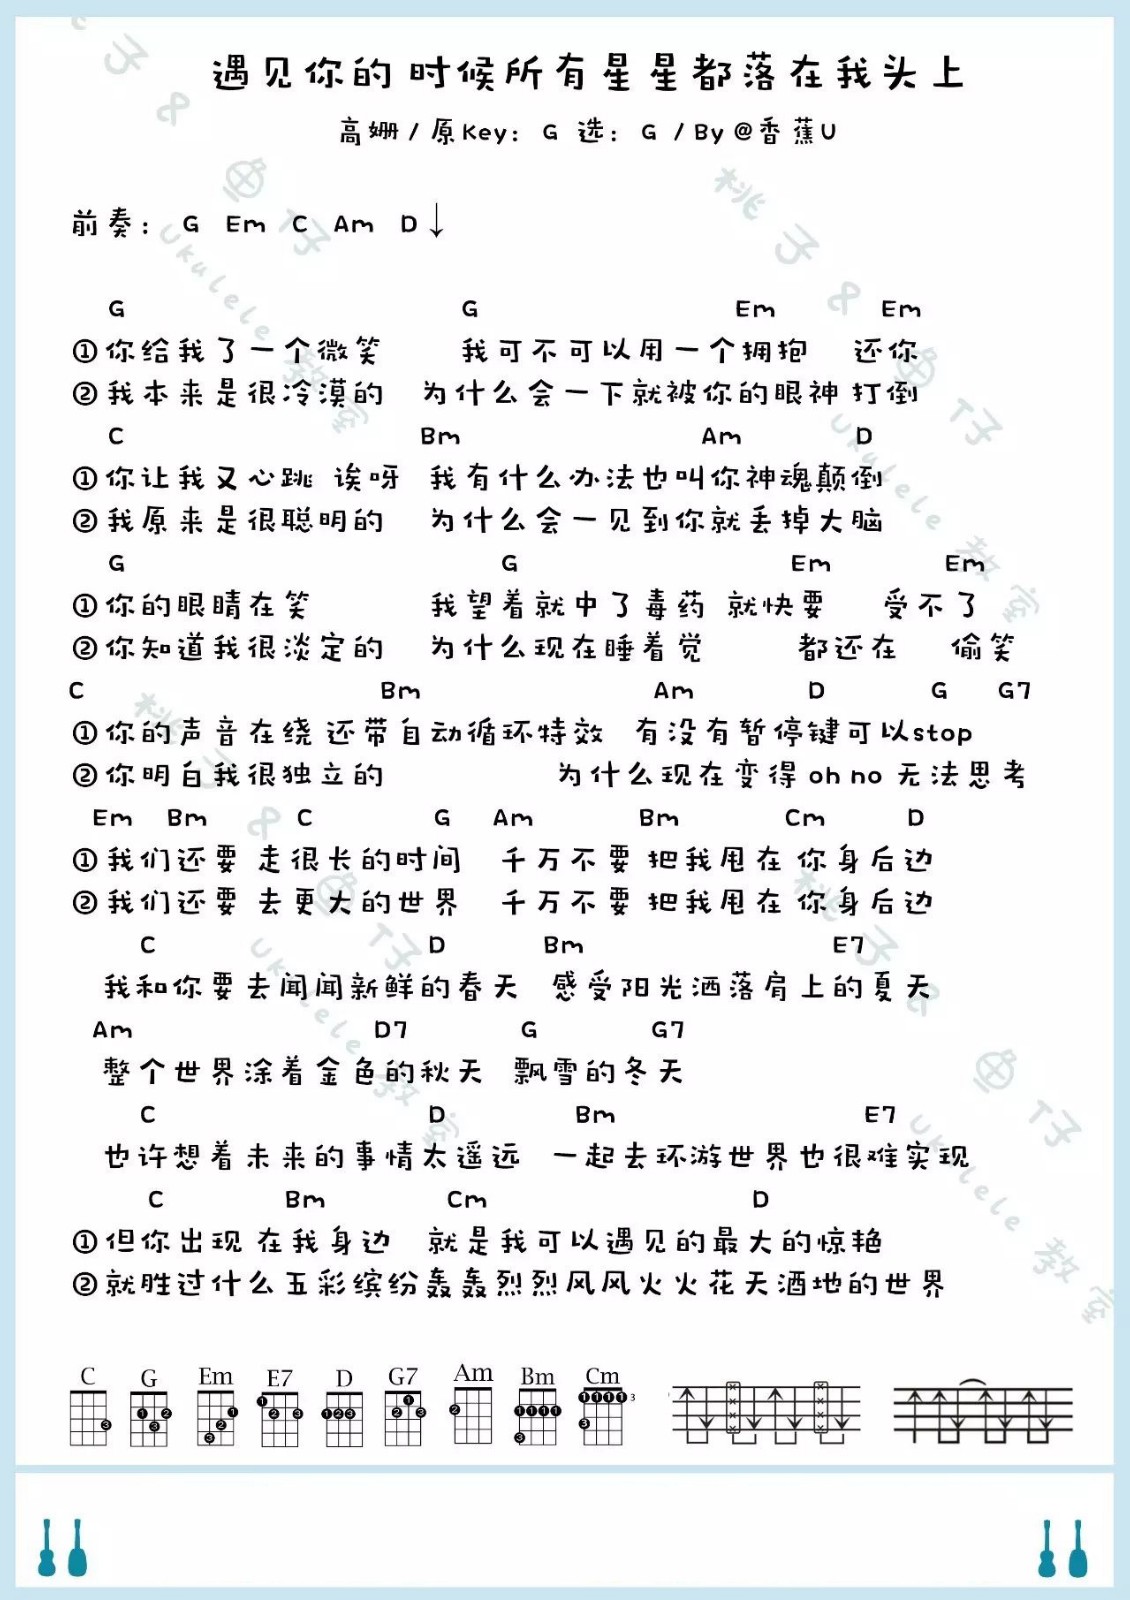 遇见你的时候所有星星都落在我头上
高姗 / 原Key: G 选: G / By @香蕉U
前奏: G Em C Am D↓
G G Em Em
①你给我了一个微笑 我可不可以用一个拥抱 还你
②我本来是很冷漠的 为什么会一下就被你的眼神打倒
C Bm Am D
①你让我又心跳 诶呀 我有什么办法也叫你神魂颠倒
②我原来是很聪明的 为什么会一见到你就丢掉大脑
G G Em Em
①你的眼睛在笑 我望着就中了毒药 就快要 受不了
②你知道我很淡定的 为什么现在睡着觉 都还在 偷笑
C Bm Am D G G7
①你的声音在绕 还带自动循环特效 有没有暂停键可以stop
②你明白我很独立的 为什么现在变得 oh no 无法思考
Em Bm C G Am Bm Cm D
①我们还要 走很长的时间 千万不要 把我甩在 你身后边
②我们还要 去更大的世界 千万不要 把我甩在 你身后边
C D Bm E7
我和你要去闻闻新鲜的春天 感受阳光洒落肩上的夏天
Am D7 G G7
整个世界涂着金色的秋天 飘雪的冬天
C D Bm E7
也许想着未来的事情太遥远 一起去环游世界也很难实现
C Bm Cm D
①但你出现 在我身边 就是我可以遇见的最大的惊艳
②就胜过什么五彩缤纷轰轰烈烈风风火火花天酒地的世界
C G Em E7 D G7 Am Bm Cm
3
桃子&鱼仔
Ukulele教室